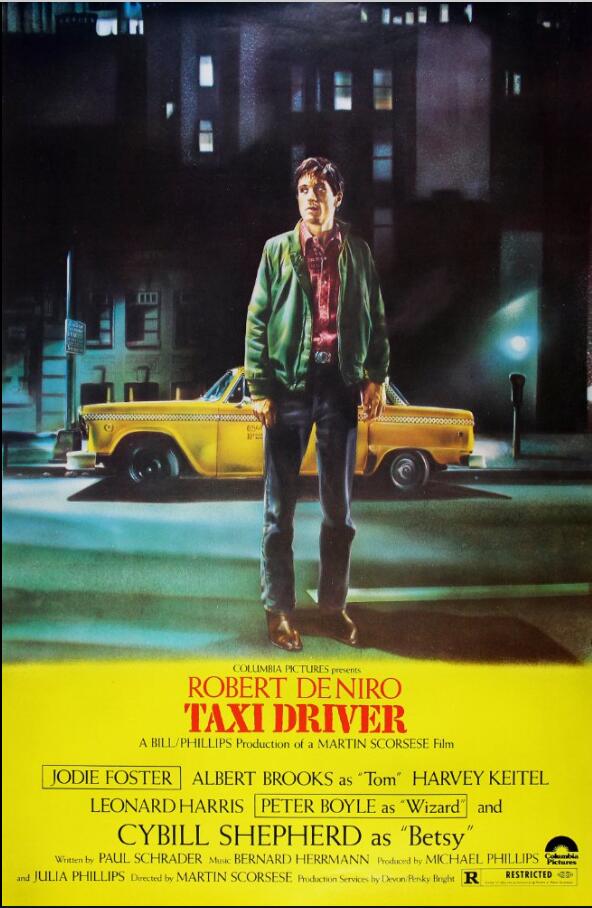 COLUMBIA PICTURES presents
ROBERT DE NIRO
TAXI DRIVER
A BILL/PHILLIPS Production of a MARTIN SCORSESE Film
JODIE FOSTER ALBERT BROOKS as "Tom" HARVEY KEITEL
LEONARD HARRIS PETER BOYLE as "Wizard" and
CYBILL SHEPHERD as "Betsy"
Written by PAUL SCHRADER Music BERNARD HERRMANN Produced by MICHAEL PHILLIPS
and JULIA PHILLIPS Directed by MARTIN SCORSESE Production Services by Devon/Persky-Bright
Columbia
Pictures
R RESTRICTED